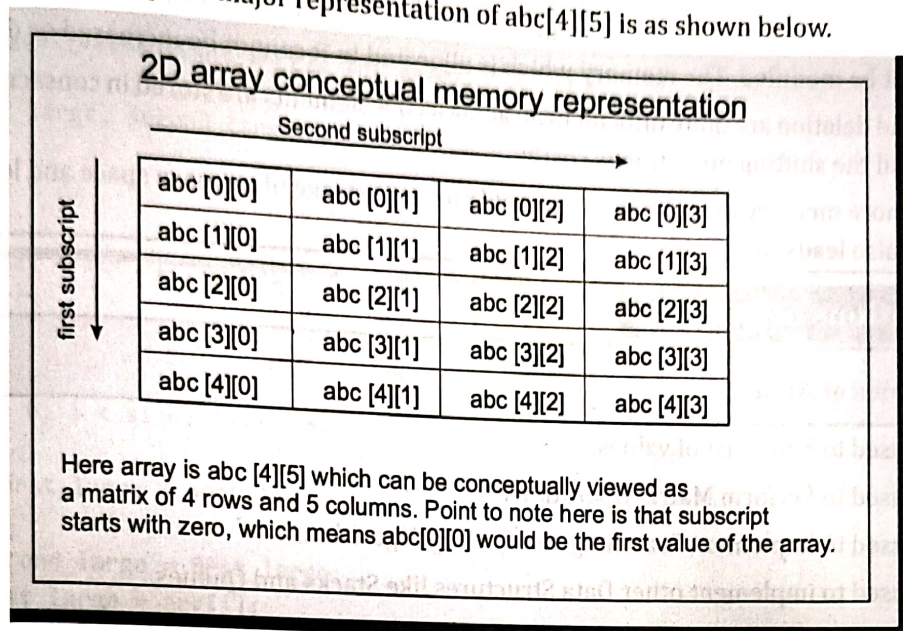 representation of abc[4][5] is as shown below.
2D array conceptual memory representation
Second subscript
first subscript
abc [0][0] abc [0][1] abc [0][2] abc [0][3]
abc [1][0] abc [1][1] abc [1][2] abc [1][3]
abc [2][0] abc [2][1] abc [2][2] abc [2][3]
abc [3][0] abc [3][1] abc [3][2] abc [3][3]
abc [4][0] abc [4][1] abc [4][2] abc [4][3]
Here array is abc [4][5] which can be conceptually viewed as
a matrix of 4 rows and 5 columns. Point to note here is that subscript
starts with zero, which means abc[0][0] would be the first value of the array.